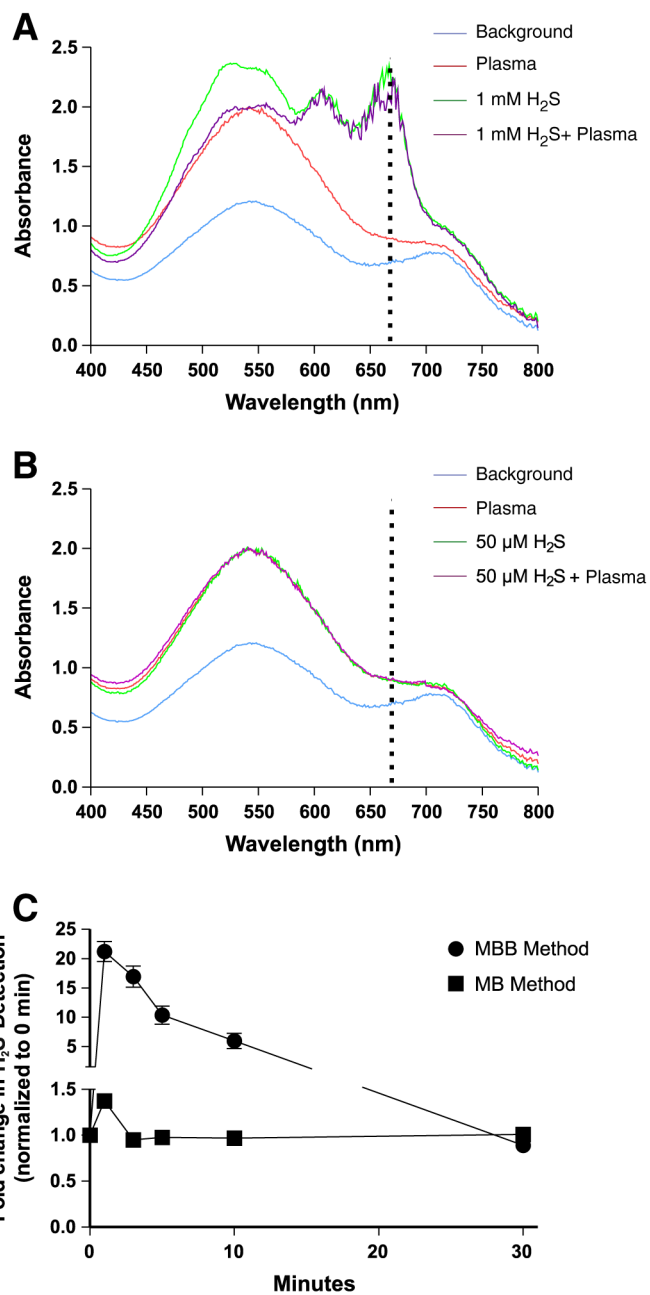 A
Background
Plasma
1 mM H₂S
1 mM H₂S+ Plasma
Absorbance
2.5
2.0
1.5
1.0
0.5
0.0
400 450 500 550 600 650 700 750 800
Wavelength (nm)
B
Background
Plasma
50 µM H₂S
50 µM H₂S + Plasma
Absorbance
2.5
2.0
1.5
1.0
0.5
0.0
400 450 500 550 600 650 700 750 800
Wavelength (nm)
C
MBB Method
MB Method
(normalized to 0 min)
25
20
15
10
5
1.5
1.0
0.5
0.0
0 10 20 30
Minutes